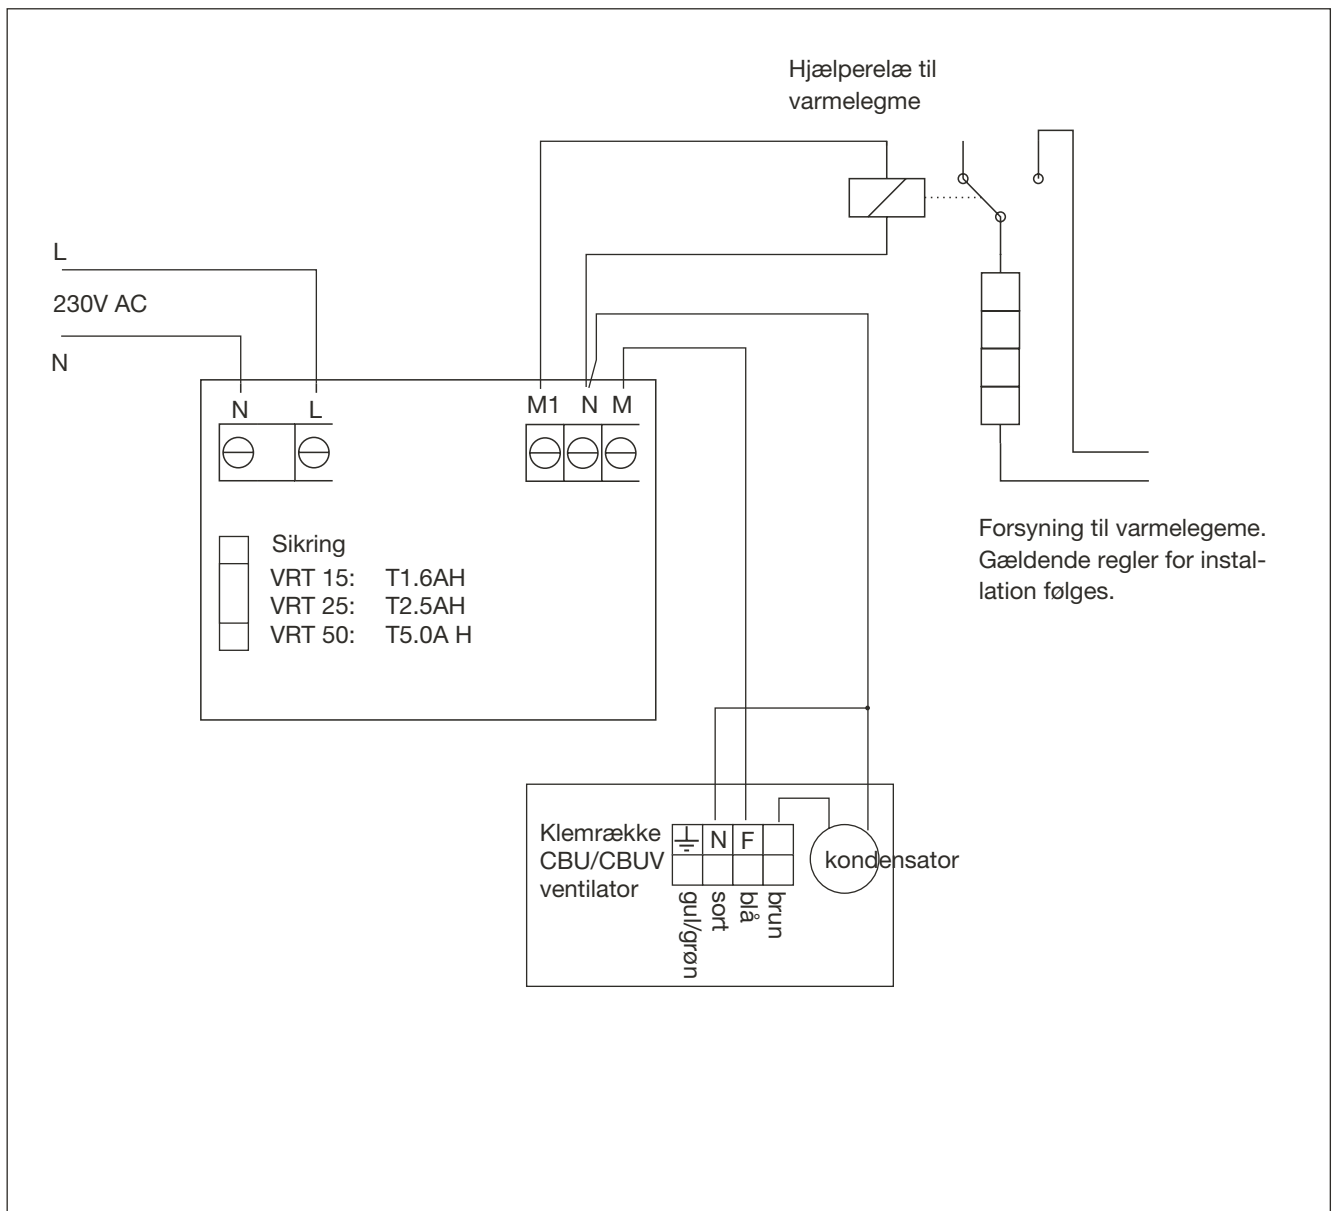 Hjælperelæ til
varmelegme
L
230V AC
N
N L
M1 N M
Sikring
VRT 15: T1.6AH
VRT 25: T2.5AH
VRT 50: T5.0A H
Forsyning til varmelegeme.
Gældende regler for instal-
lation følges.
Klemrække
CBU/CBUV
ventilator
N F
kondensator
gul/grøn
sort
blå
brun